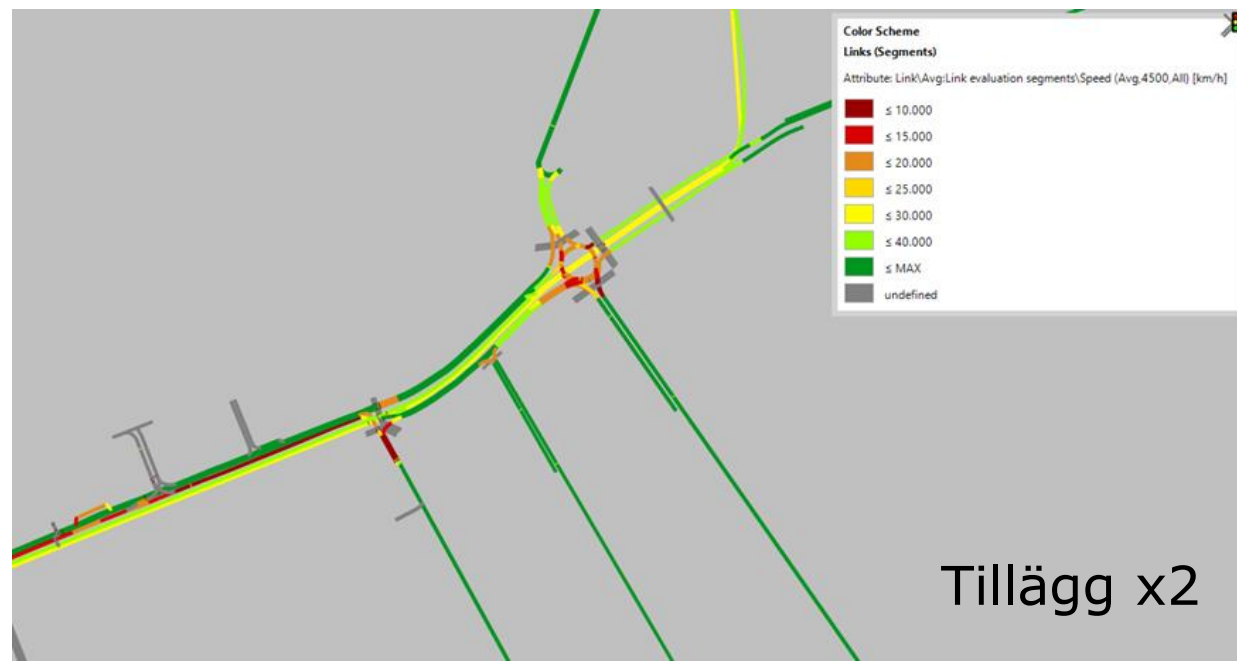 Color Scheme
Links (Segments)
Attribute: Link\Avg:Link evaluation segments\Speed (Avg,4500,All) [km/h]
≤ 10.000
≤ 15.000
≤ 20.000
≤ 25.000
≤ 30.000
≤ 40.000
≤ MAX
undefined
Tillägg x2